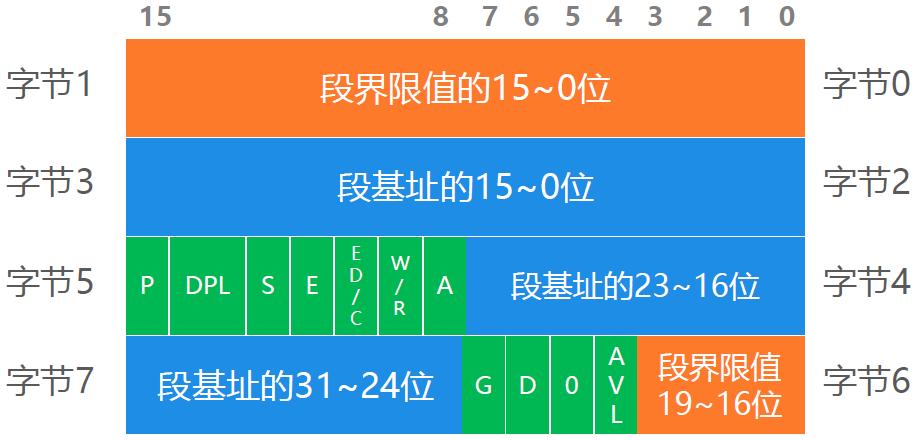 15 8 7 6 5 4 3 2 1 0
字节1 段界限值的15~0位 字节0
字节3 段基址的15~0位 字节2
字节5 P DPL S E ED/C W/R A 段基址的23~16位 字节4
字节7 段基址的31~24位 G D 0 AVL 段界限值 19~16位 字节6